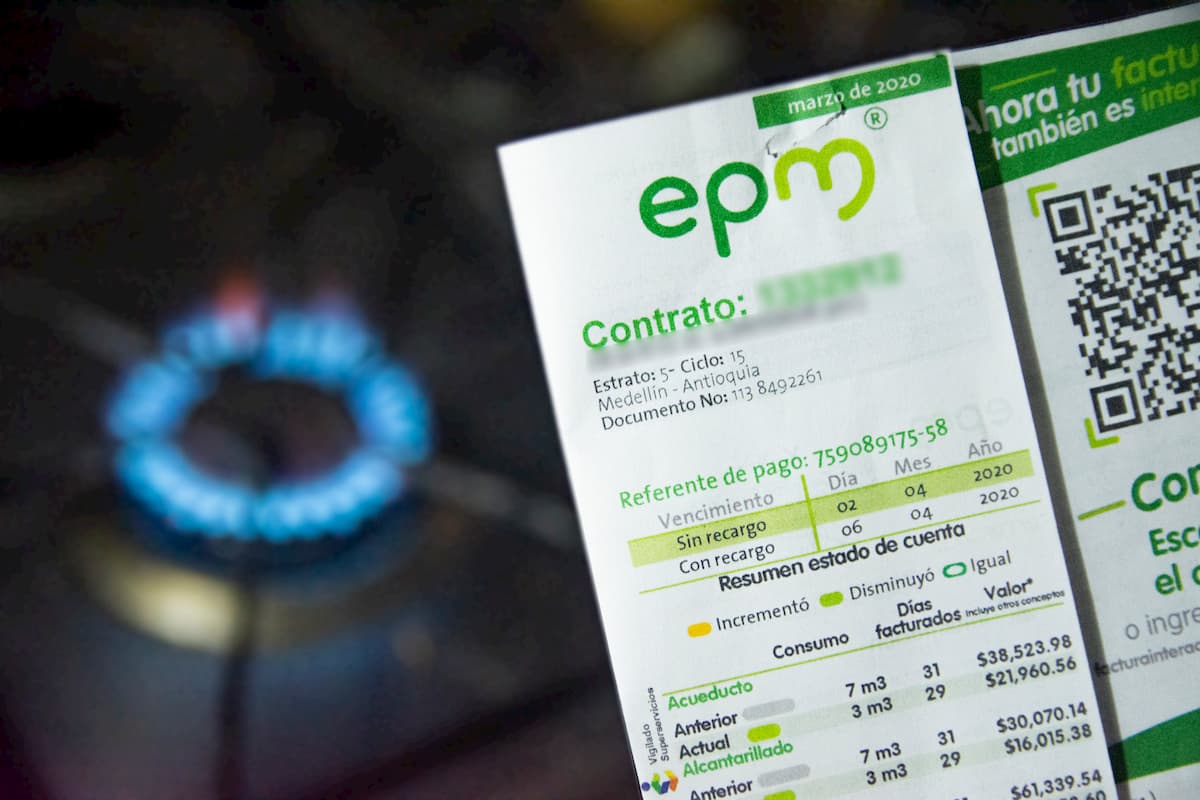 marzo de 2020
epm®
Contrato:
Estrato: 5- Ciclo: 15
Medellín - Antioquia
Documento No: 113 8492261
Referente de pago: 759089175-58
Vencimiento Día Mes Año
Sin recargo 02 04 2020
Con recargo 06 04 2020
Resumen estado de cuenta
Incrementó Disminuyó Igual
Consumo Días facturados Valor*
incluye otros conceptos
Acueducto
Anterior 7 m3 31 $38,523.98
Actual 3 m3 29 $21,960.56
Alcantarillado
Anterior 7 m3 31 $30,070.14
3 m3 29 $16,015.38
$61,339.54
Vigilado
Superservicios
Ahora tu factu
también es inter
Con
Esc
el c
o ingre
facturainterac